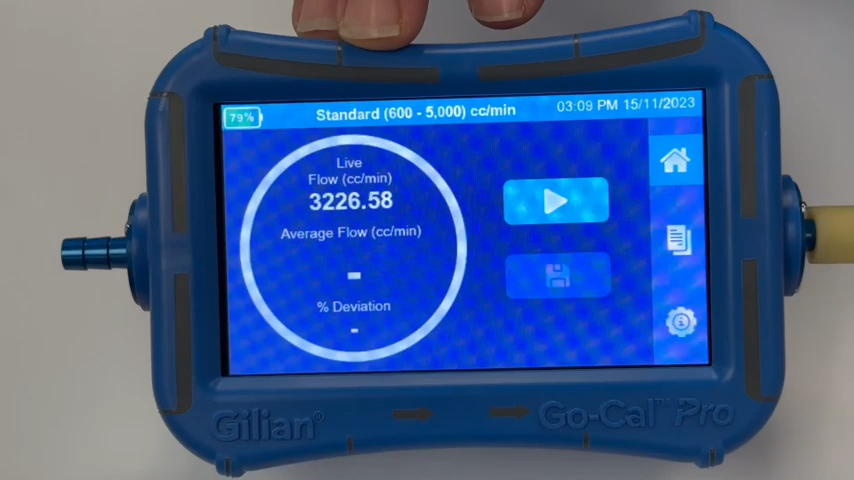 79%
Standard (600 - 5,000) cc/min
03:09 PM 15/11/2023
Live
Flow (cc/min)
3226.58
Average Flow (cc/min)
-
% Deviation
-
Gilian®
Go-Cal™ Pro